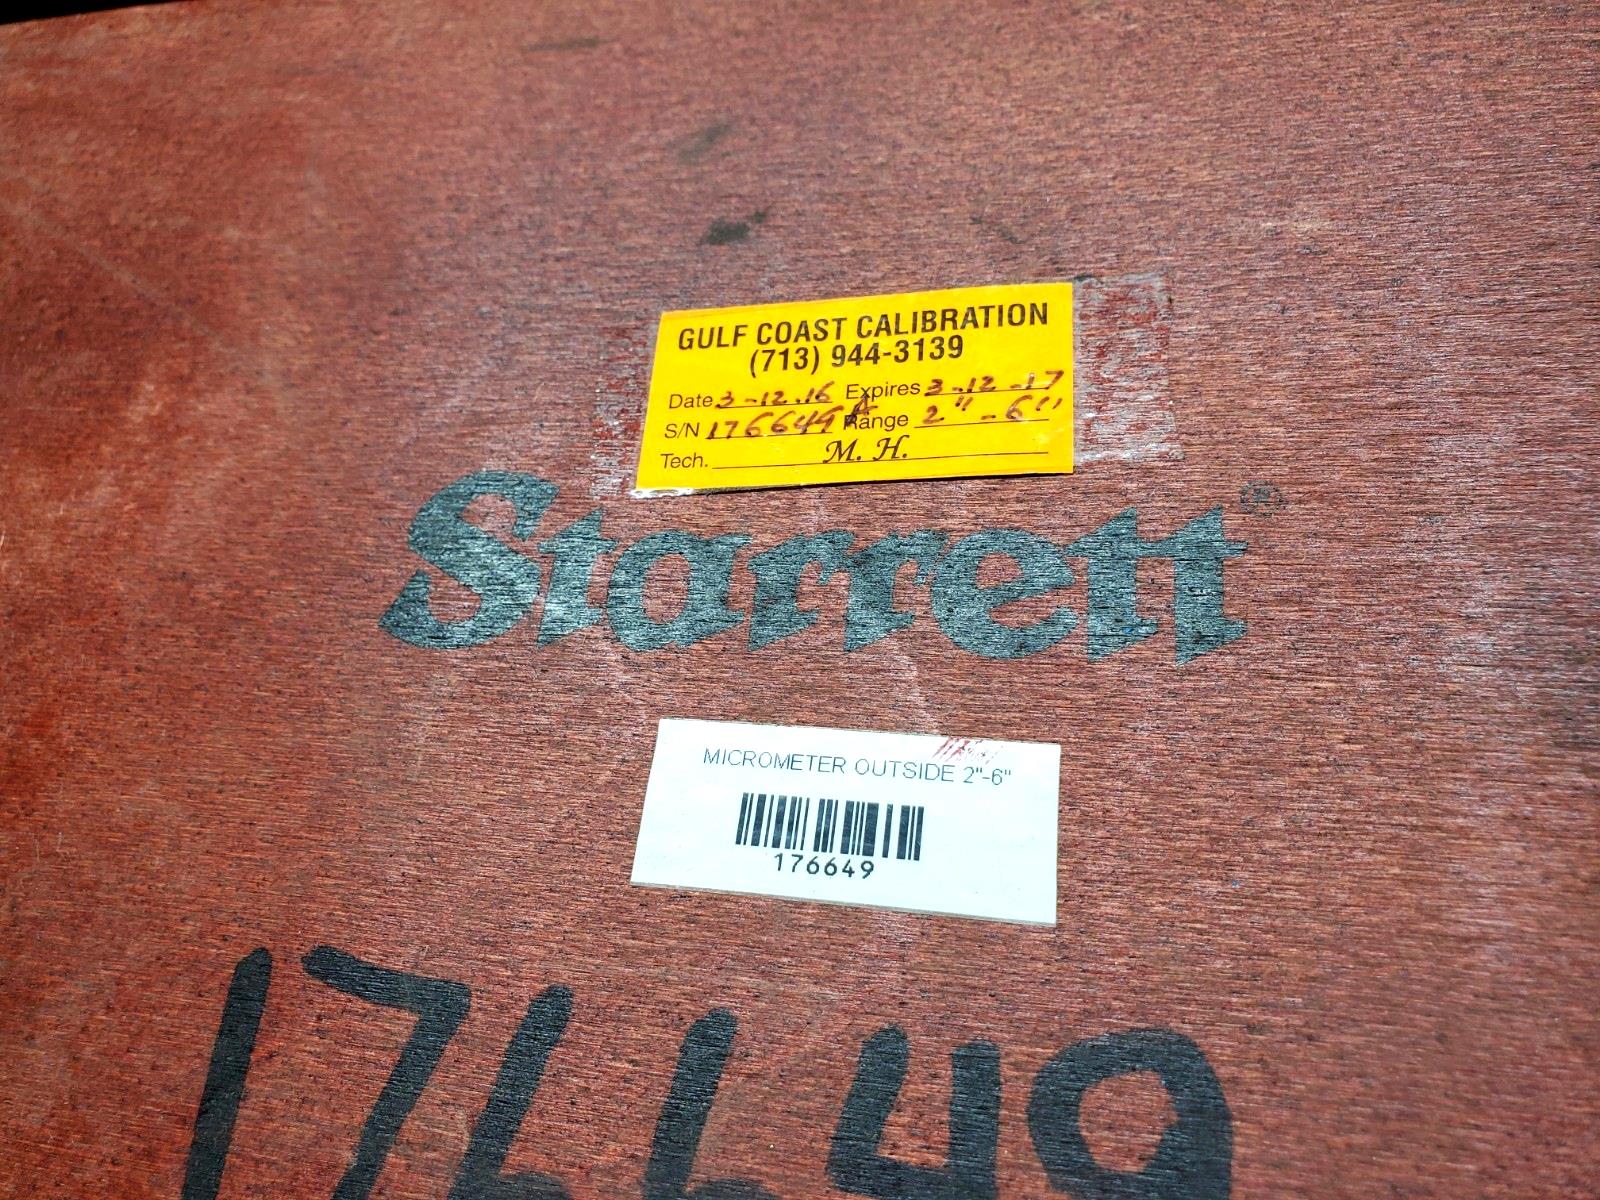 GULF COAST CALIBRATION
(713) 944-3139
Date 3-12-16 Expires 3-12-17
S/N 176649A Range 2"-6"
Tech. M. H.
Starrett®
MICROMETER OUTSIDE 2"-6"
176649
176649